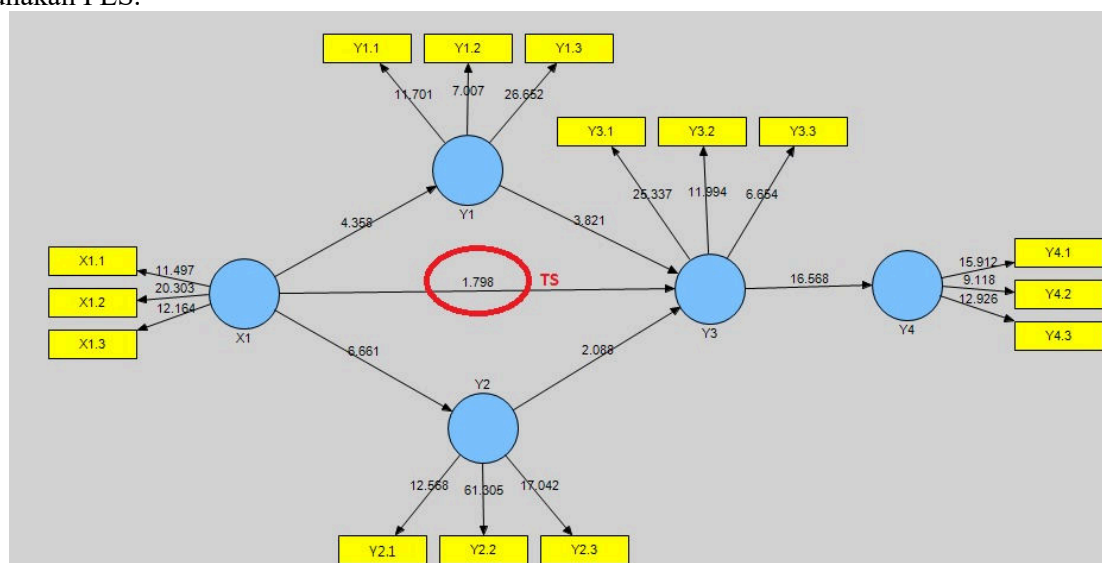 Y1.1 Y1.2 Y1.3
11.701 7.007 26.652
Y3.1 Y3.2 Y3.3
25.337 11.994 6.654
Y1
4.358 3.821
X1.1 11.497
X1.2 20.303
X1.3 12.164
X1
1.798 TS
Y3
16.568
Y4
15.912 Y4.1
9.118 Y4.2
12.926 Y4.3
6.661 2.088
Y2
12.568 61.305 17.042
Y2.1 Y2.2 Y2.3